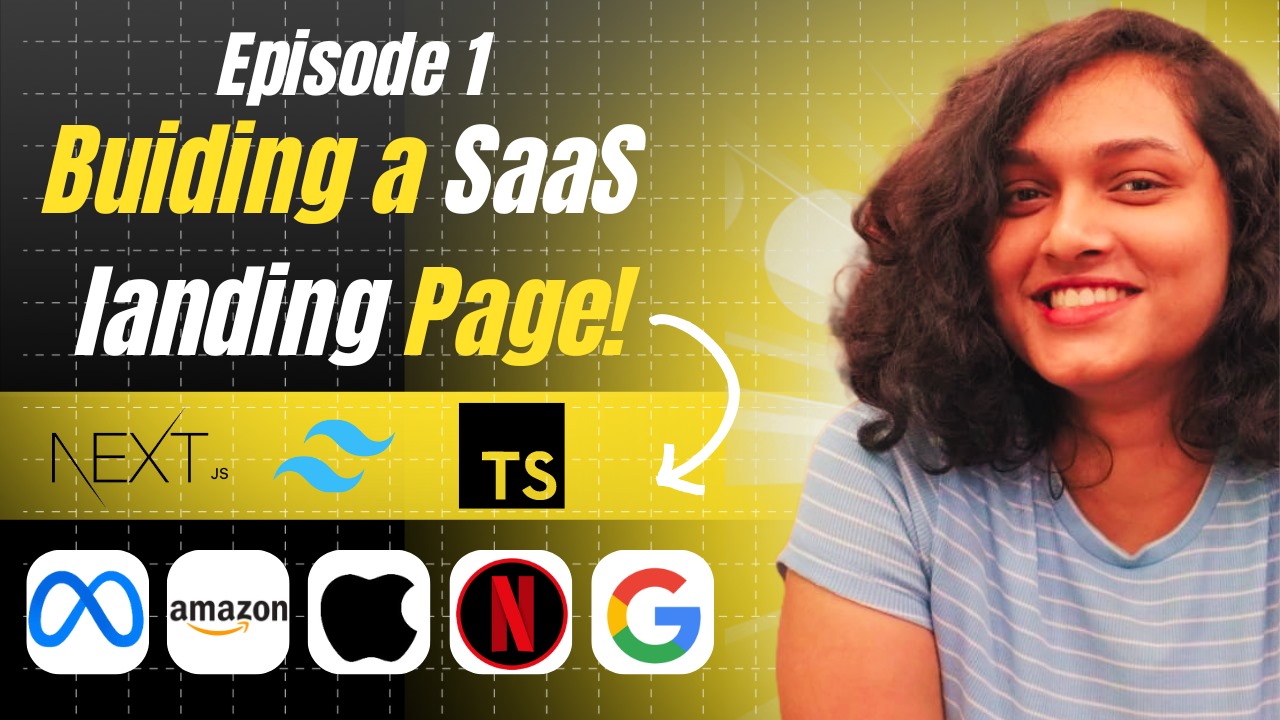 Episode 1
Buiding a SaaS
landing Page!
NEXT.JS
TS
amazon
N
G